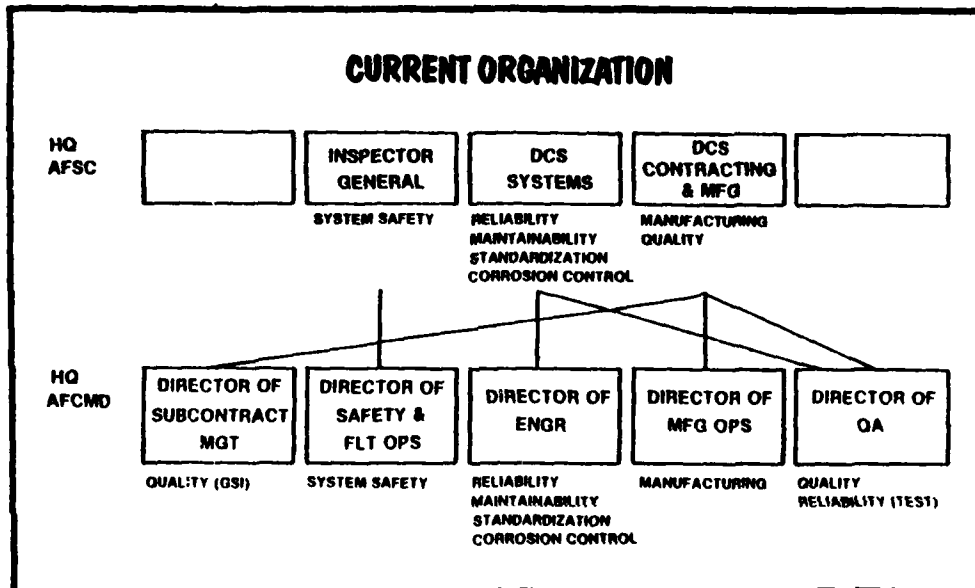 CURRENT ORGANIZATION
HQ
AFSC
INSPECTOR
GENERAL
DCS
SYSTEMS
DCS
CONTRACTING
& MFG
SYSTEM SAFETY
RELIABILITY
MAINTAINABILITY
STANDARDIZATION
CORROSION CONTROL
MANUFACTURING
QUALITY
HQ
AFCMD
DIRECTOR OF
SUBCONTRACT
MGT
DIRECTOR OF
SAFETY &
FLT OPS
DIRECTOR OF
ENGR
DIRECTOR OF
MFG OPS
DIRECTOR OF
QA
QUALITY (GSI)
SYSTEM SAFETY
RELIABILITY
MAINTAINABILITY
STANDARDIZATION
CORROSION CONTROL
MANUFACTURING
QUALITY
RELIABILITY (TEST)